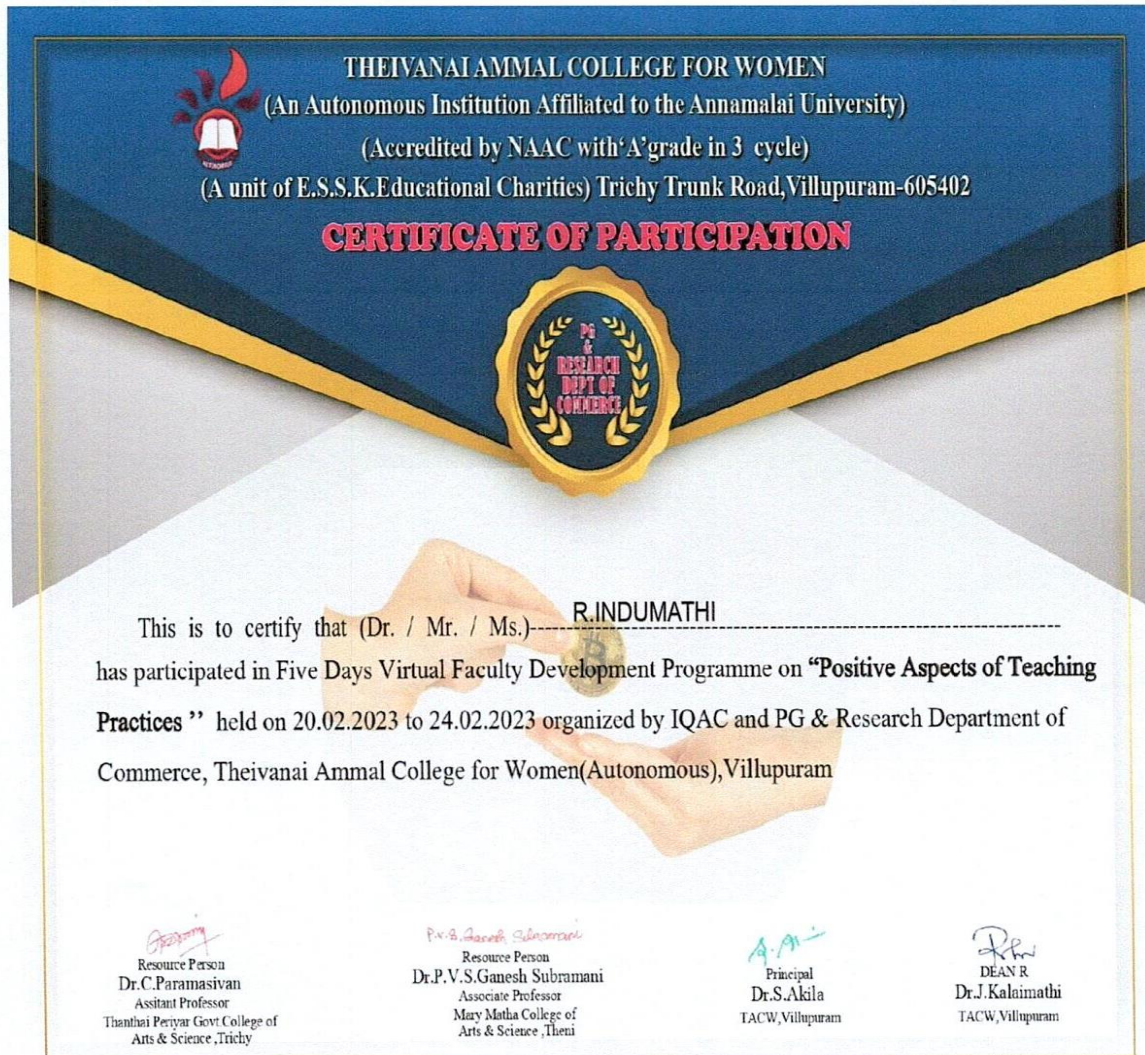 THEIVANAI AMMAL COLLEGE FOR WOMEN
(An Autonomous Institution Affiliated to the Annamalai University)
(Accredited by NAAC with‘A’grade in 3 cycle)
(A unit of E.S.S.K.Educational Charities) Trichy Trunk Road,Villupuram-605402
CERTIFICATE OF PARTICIPATION
PG
&
RESEARCH
DEPT OF
COMMERCE
This is to certify that (Dr. / Mr. / Ms.)
R.INDUMATHI
has participated in Five Days Virtual Faculty Development Programme on “Positive Aspects of Teaching
Practices ’’ held on 20.02.2023 to 24.02.2023 organized by IQAC and PG & Research Department of
Commerce, Theivanai Ammal College for Women(Autonomous),Villupuram
Resource Person
Dr.C.Paramasivan
Assitant Professor
Thanthai Periyar Govt.College of
Arts & Science ,Trichy
P.V.S.Ganesh Subramani
Resource Person
Dr.P.V.S.Ganesh Subramani
Associate Professor
Mary Matha College of
Arts & Science ,Theni
Principal
Dr.S.Akila
TACW,Villupuram
DEAN R
Dr.J.Kalaimathi
TACW,Villupuram